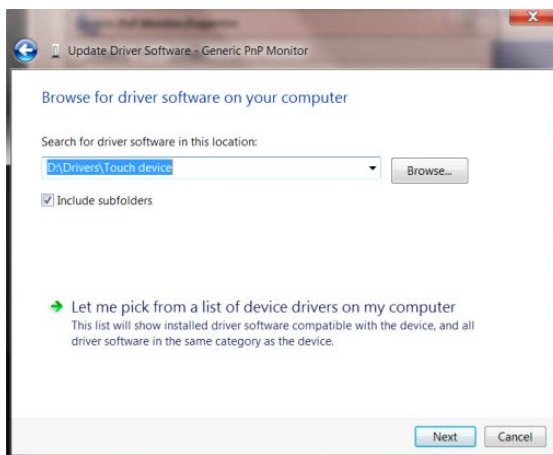 Update Driver Software - Generic PnP Monitor
Browse for driver software on your computer
Search for driver software in this location:
D:\Drivers\Touch device
Browse...
Include subfolders
Let me pick from a list of device drivers on my computer
This list will show installed driver software compatible with the device, and all
driver software in the same category as the device.
Next
Cancel